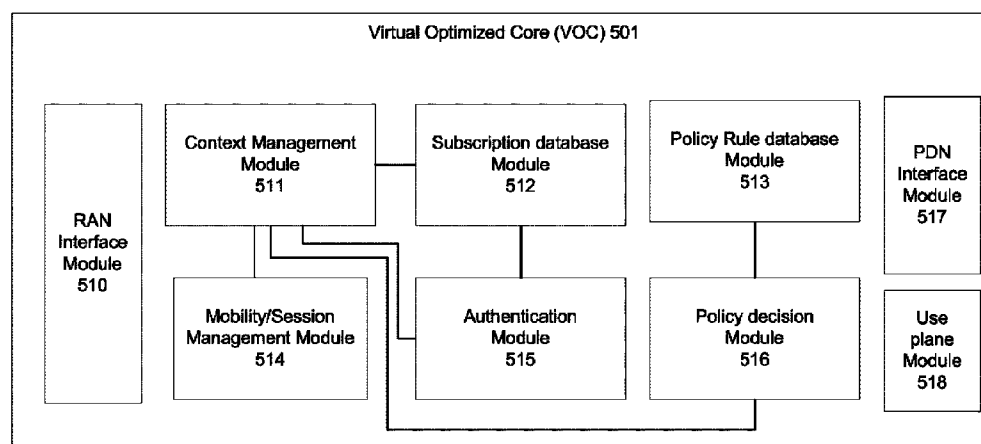 Virtual Optimized Core (VOC) 501
RAN
Interface
Module
510
Context Management
Module
511
Subscription database
Module
512
Policy Rule database
Module
513
PDN
Interface
Module
517
Mobility/Session
Management Module
514
Authentication
Module
515
Policy decision
Module
516
Use
plane
Module
518